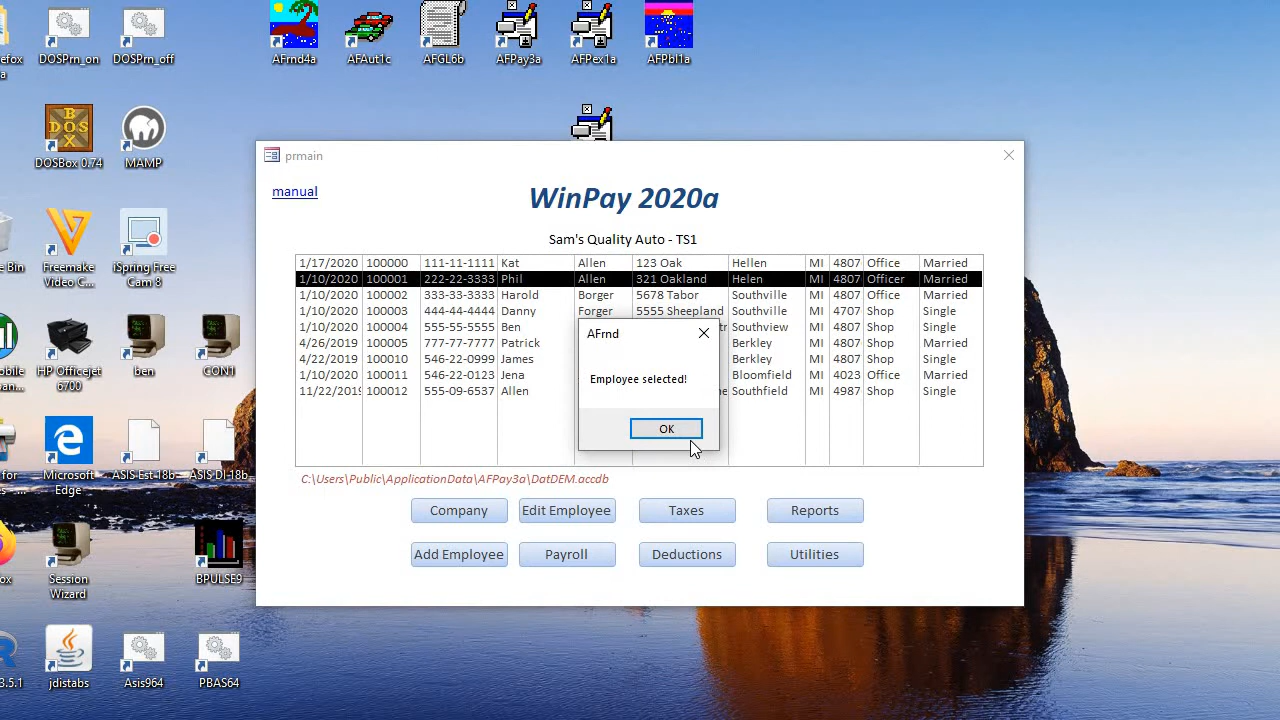 efox
a
DOSPrn_on
DOSPrn_off
AFrnd4a
AFAut1c
AFGL6b
AFPay3a
AFPex1a
AFPbl1a
DOSBox 0.74
MAMP
e Bin
Freemake
Video C...
iSpring Free
Cam 8
HP Officejet
6700
ben
CON1
Microsoft
Edge
ASIS Est-18b
ASIS DI-18b
for
Session
Wizard
BPULSE9
ox
3.5.1
jdistabs
Asis964
PBAS64
prmain
manual
WinPay 2020a
Sam's Quality Auto - TS1
1/17/2020 100000 111-11-1111 Kat Allen 123 Oak Hellen MI 4807 Office Married
1/10/2020 100001 222-22-3333 Phil Allen 321 Oakland Helen MI 4807 Officer Married
1/10/2020 100002 333-33-3333 Harold Borger 5678 Tabor Southville MI 4807 Office Married
1/10/2020 100003 444-44-4444 Danny Forger 5555 Sheepland Southville MI 4707 Shop Single
1/10/2020 100004 555-55-5555 Ben Southview MI 4807 Shop Single
4/26/2019 100005 777-77-7777 Patrick Berkley MI 4807 Shop Married
4/22/2019 100010 546-22-0999 James Berkley MI 4807 Shop Single
1/10/2020 100011 546-22-0123 Jena Bloomfield MI 4023 Office Married
11/22/2019 100012 555-09-6537 Allen Southfield MI 4987 Shop Single
AFrnd
Employee selected!
OK
C:\Users\Public\ApplicationData\AFPay3a\DatDEM.accdb
Company
Edit Employee
Taxes
Reports
Add Employee
Payroll
Deductions
Utilities